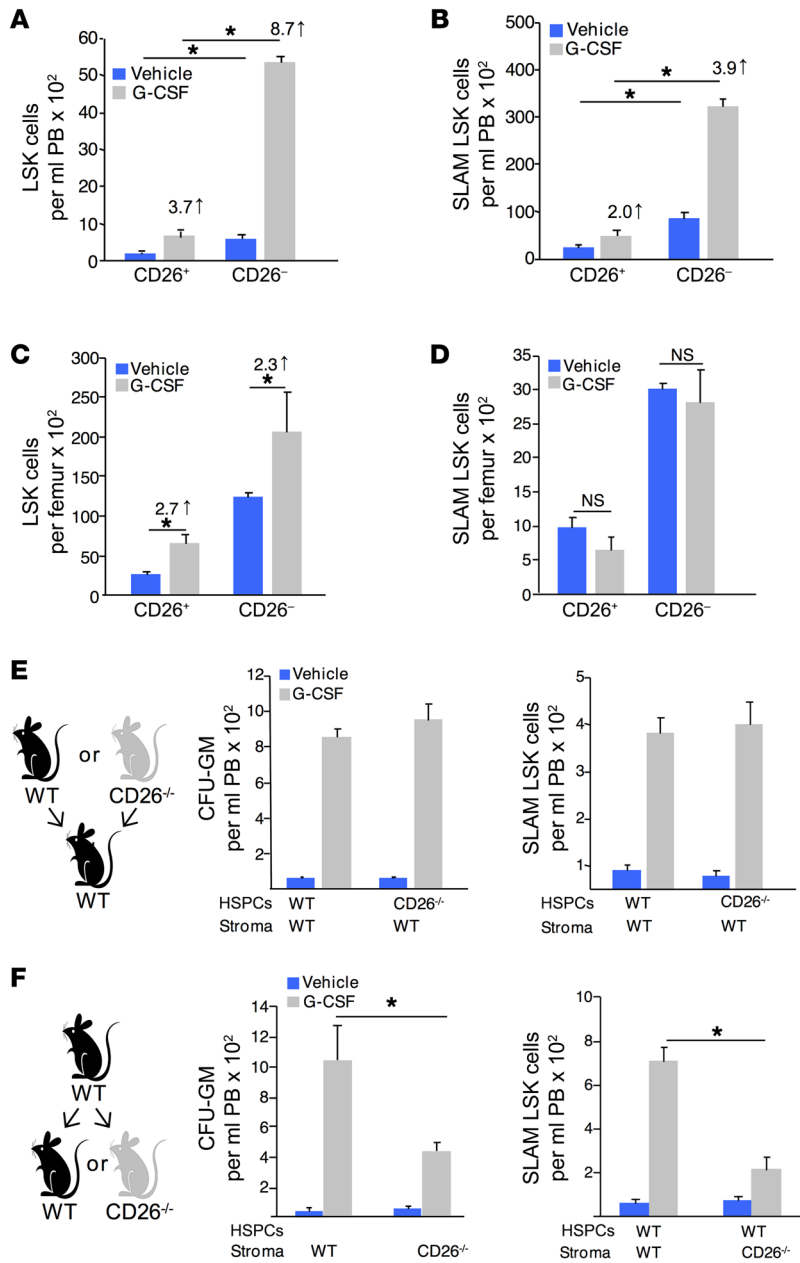 A
LSK cells
per ml PB x 10²
60
50
40
30
20
10
0
Vehicle
G-CSF
*
*
8.7↑
3.7↑
CD26⁺
CD26⁻
B
SLAM LSK cells
per ml PB x 10²
500
400
300
200
100
0
Vehicle
G-CSF
*
*
3.9↑
2.0↑
CD26⁺
CD26⁻
C
LSK cells
per femur x 10²
300
250
200
150
100
50
0
Vehicle
G-CSF
2.3↑
*
2.7↑
*
CD26⁺
CD26⁻
D
SLAM LSK cells
per femur x 10²
35
30
25
20
15
10
5
0
Vehicle
G-CSF
NS
NS
CD26⁺
CD26⁻
E
WT
or
CD26⁻/⁻
WT
CFU-GM
per ml PB x 10²
12
10
8
6
4
2
Vehicle
G-CSF
HSPCs WT CD26⁻/⁻
Stroma WT WT
SLAM LSK cells
per ml PB x 10²
5
4
3
2
1
HSPCs WT CD26⁻/⁻
Stroma WT WT
F
WT
or
WT
CD26⁻/⁻
CFU-GM
per ml PB x 10²
14
12
10
8
6
4
2
Vehicle
G-CSF
*
HSPCs
Stroma WT CD26⁻/⁻
SLAM LSK cells
per ml PB x 10²
10
8
6
4
2
*
HSPCs WT WT
Stroma WT CD26⁻/⁻